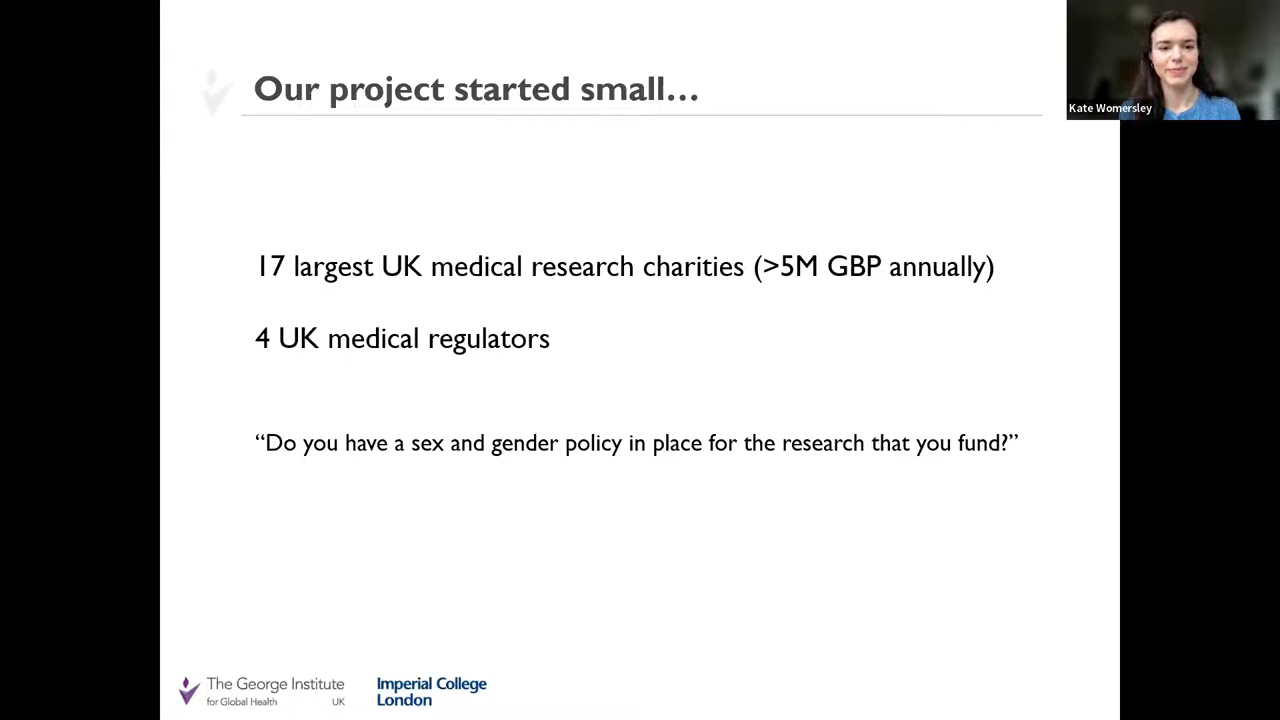 Our project started small...
Kate Womersley
17 largest UK medical research charities (>5M GBP annually)
4 UK medical regulators
“Do you have a sex and gender policy in place for the research that you fund?”
The George Institute
for Global Health UK
Imperial College
London